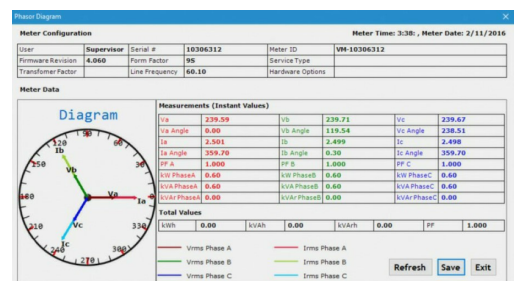 Phasor Diagram
Meter Configuration Meter Time: 3:38: , Meter Date: 2/11/2016
User Supervisor Serial # 10306312 Meter ID VM-10306312
Firmware Revision 4.060 Form Factor 9S Service Type
Transfomer Factor Line Frequency 60.10 Hardware Options
Meter Data
Diagram
90
120 60
150
180
330
240 300
270
Ib
Vb
Va Ia
Vc
Ic
Measurements (Instant Values)
Va 239.59 Vb 239.71 Vc 239.67
Va Angle 0.00 Vb Angle 119.54 Vc Angle 238.51
Ia 2.501 Ib 2.499 Ic 2.498
Ia Angle 359.70 Ib Angle 0.30 Ic Angle 359.70
PF A 1.000 PF B 1.000 PF C 1.000
kW PhaseA 0.60 kW PhaseB 0.60 kW PhaseC 0.60
kVA PhaseA 0.60 kVA PhaseB 0.60 kVA PhaseC 0.60
kVAr PhaseA 0.00 kVAr PhaseB 0.00 kVAr PhaseC 0.00
Total Values
kWh 0.00 kVAh 0.00 kVArh 0.00 PF 1.000
Vrms Phase A Irms Phase A
Vrms Phase B Irms Phase B
Vrms Phase C Irms Phase C
Refresh Save Exit